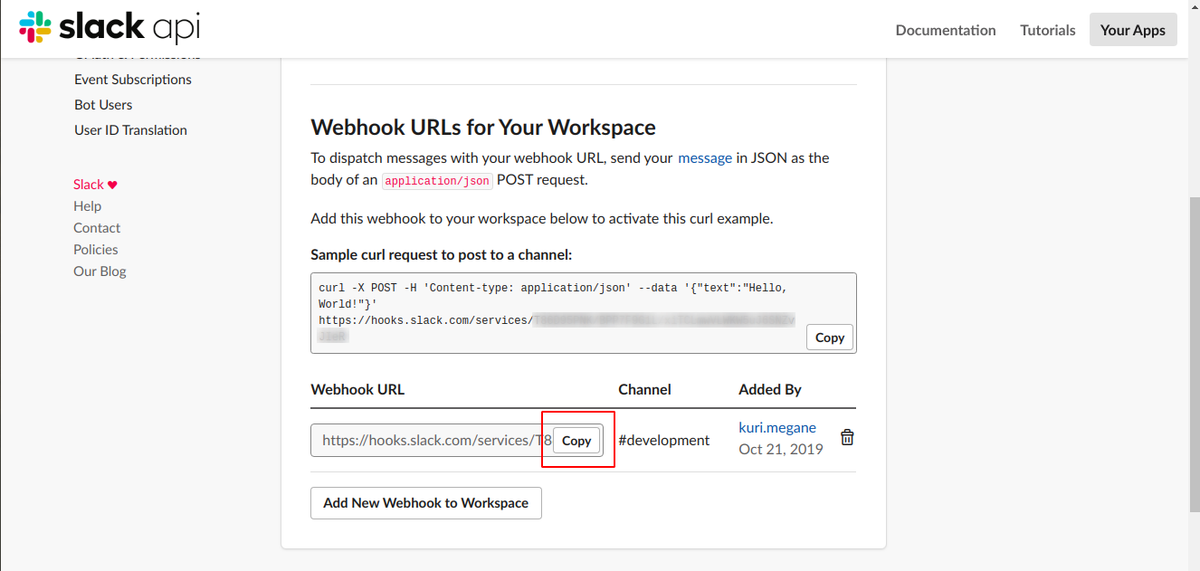 slack api
Documentation
Tutorials
Your Apps
OAuth & Permissions
Event Subscriptions
Bot Users
User ID Translation
Slack ♥
Help
Contact
Policies
Our Blog
Webhook URLs for Your Workspace
To dispatch messages with your webhook URL, send your message in JSON as the
body of an application/json POST request.
Add this webhook to your workspace below to activate this curl example.
Sample curl request to post to a channel:
curl -X POST -H 'Content-type: application/json' --data '{"text":"Hello,
World!"}'
https://hooks.slack.com/services/
Copy
Webhook URL
Channel
Added By
https://hooks.slack.com/services/T8
Copy
#development
kuri.megane
Oct 21, 2019
Add New Webhook to Workspace